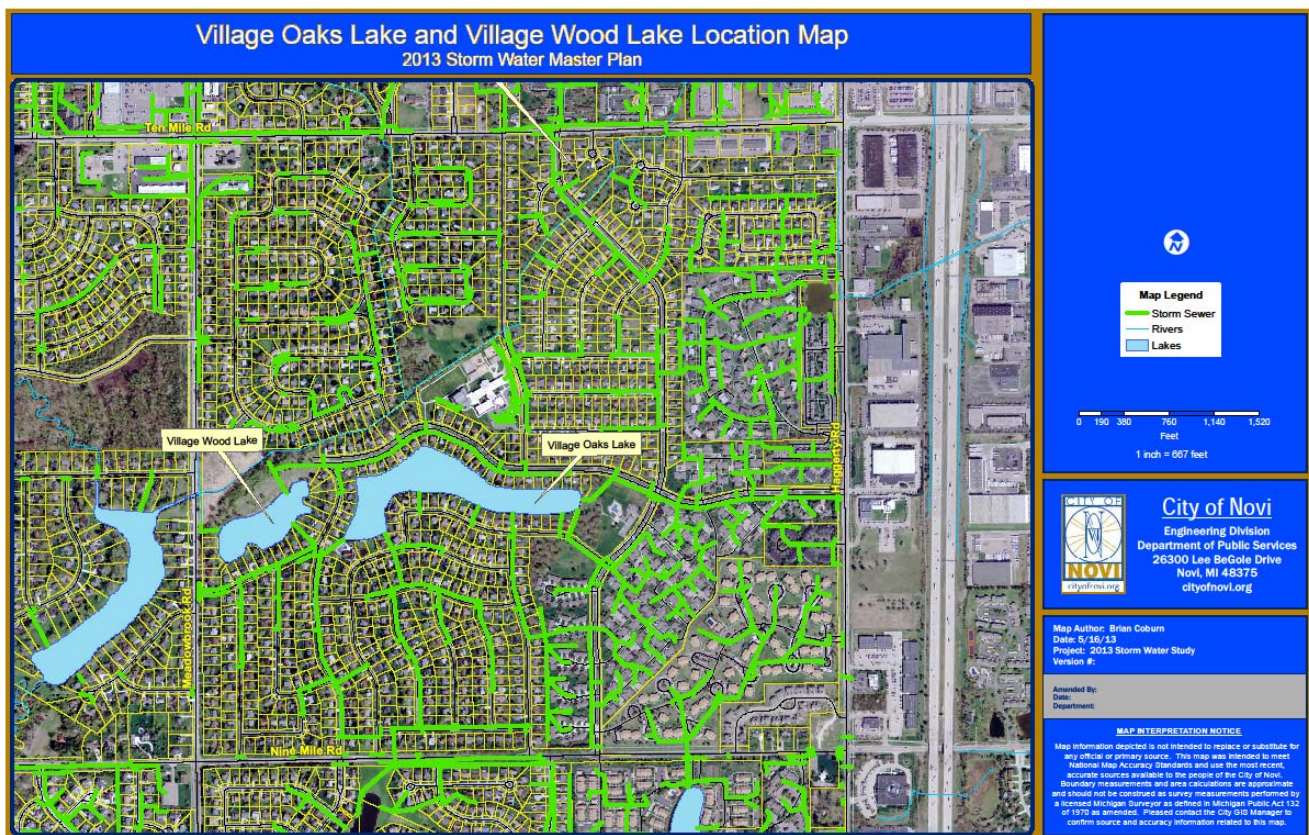 Village Oaks Lake and Village Wood Lake Location Map
2013 Storm Water Master Plan
Ten Mile Rd
Village Wood Lake
Village Oaks Lake
Haggerty Rd
Meadowbrook Rd
Nine Mile Rd
N
Map Legend
Storm Sewer
Rivers
Lakes
0 190 380 760 1,140 1,520
Feet
1 inch = 667 feet
CITY OF
NOVI
cityofnovi.org
City of Novi
Engineering Division
Department of Public Services
26300 Lee BeGole Drive
Novi, MI 48375
cityofnovi.org
Map Author: Brian Coburn
Date: 5/16/13
Project: 2013 Storm Water Study
Version #:
Amended By:
Date:
Department:
MAP INTERPRETATION NOTICE
Map information depicted is not intended to replace or substitute for
any official or primary source. This map was intended to meet
National Map Accuracy Standards and use the most recent,
accurate sources available to the people of the City of Novi.
Boundary measurements and area calculations are approximate
and should not be construed as survey measurements performed by
a licensed Michigan Surveyor as defined in Michigan Public Act 132
of 1970 as amended. Pleased contact the City GIS Manager to
confirm source and accuracy information related to this map.